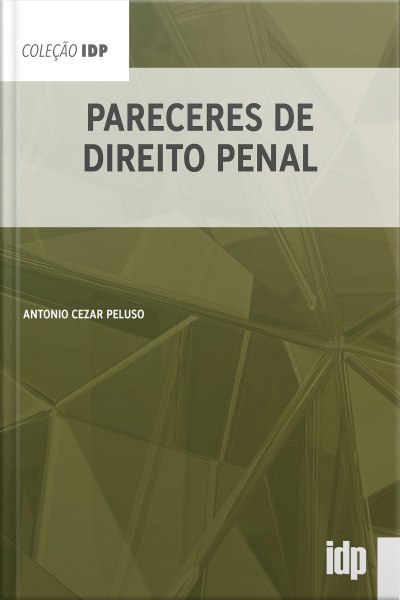 COLEÇÃO IDP
PARECERES DE
DIREITO PENAL
ANTONIO CEZAR PELUSO
idp